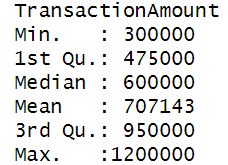 TransactionAmount
Min.   : 300000
1st Qu.: 475000
Median : 600000
Mean   : 707143
3rd Qu.: 950000
Max.   :1200000